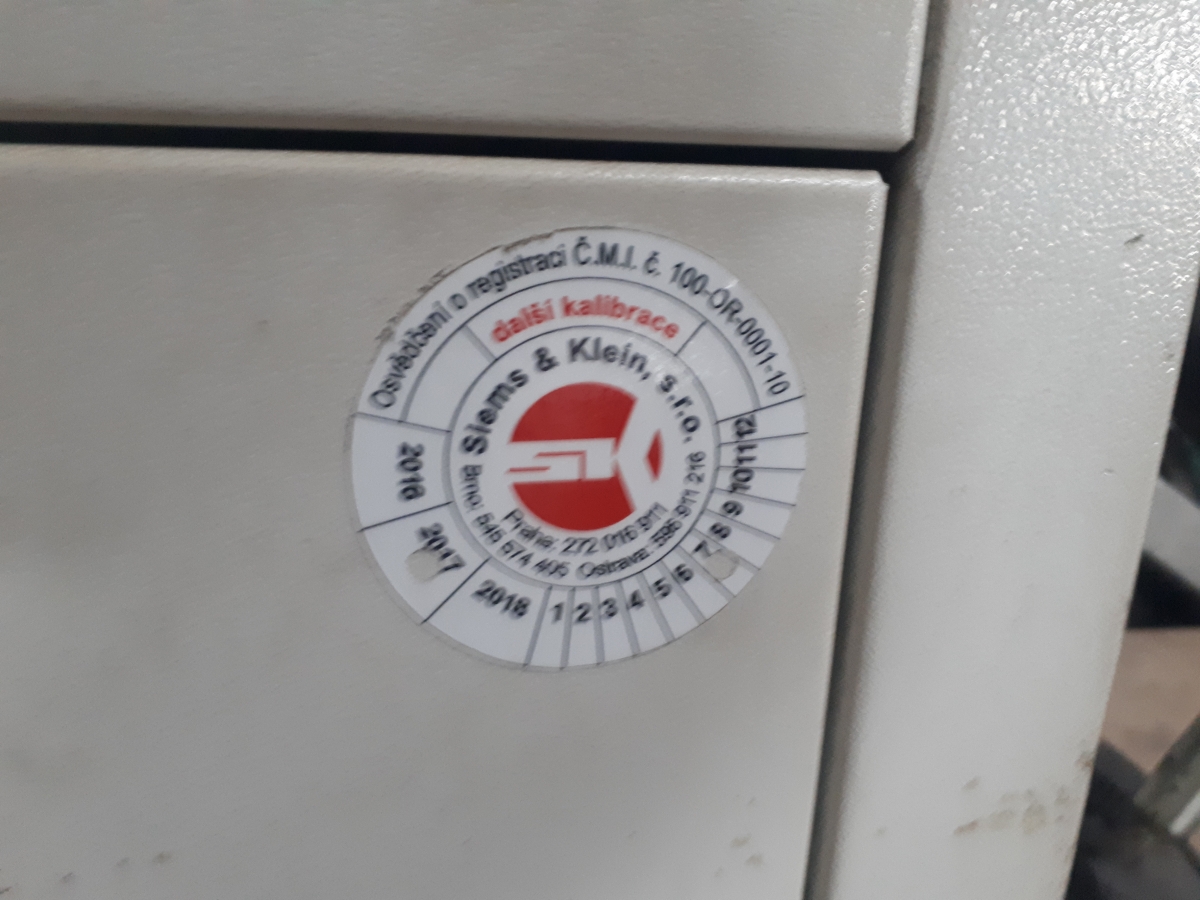 Osvědčení o registraci Č.M.I. č. 100-OR-0001-10
další kalibrace
Siems & Klein, s.r.o.
Praha: 272 016 911
Brno: 545 574 405 Ostrava: 596 911 216
2016
2017
2018
1 2 3 4 5 6 7 8 9 10 11 12